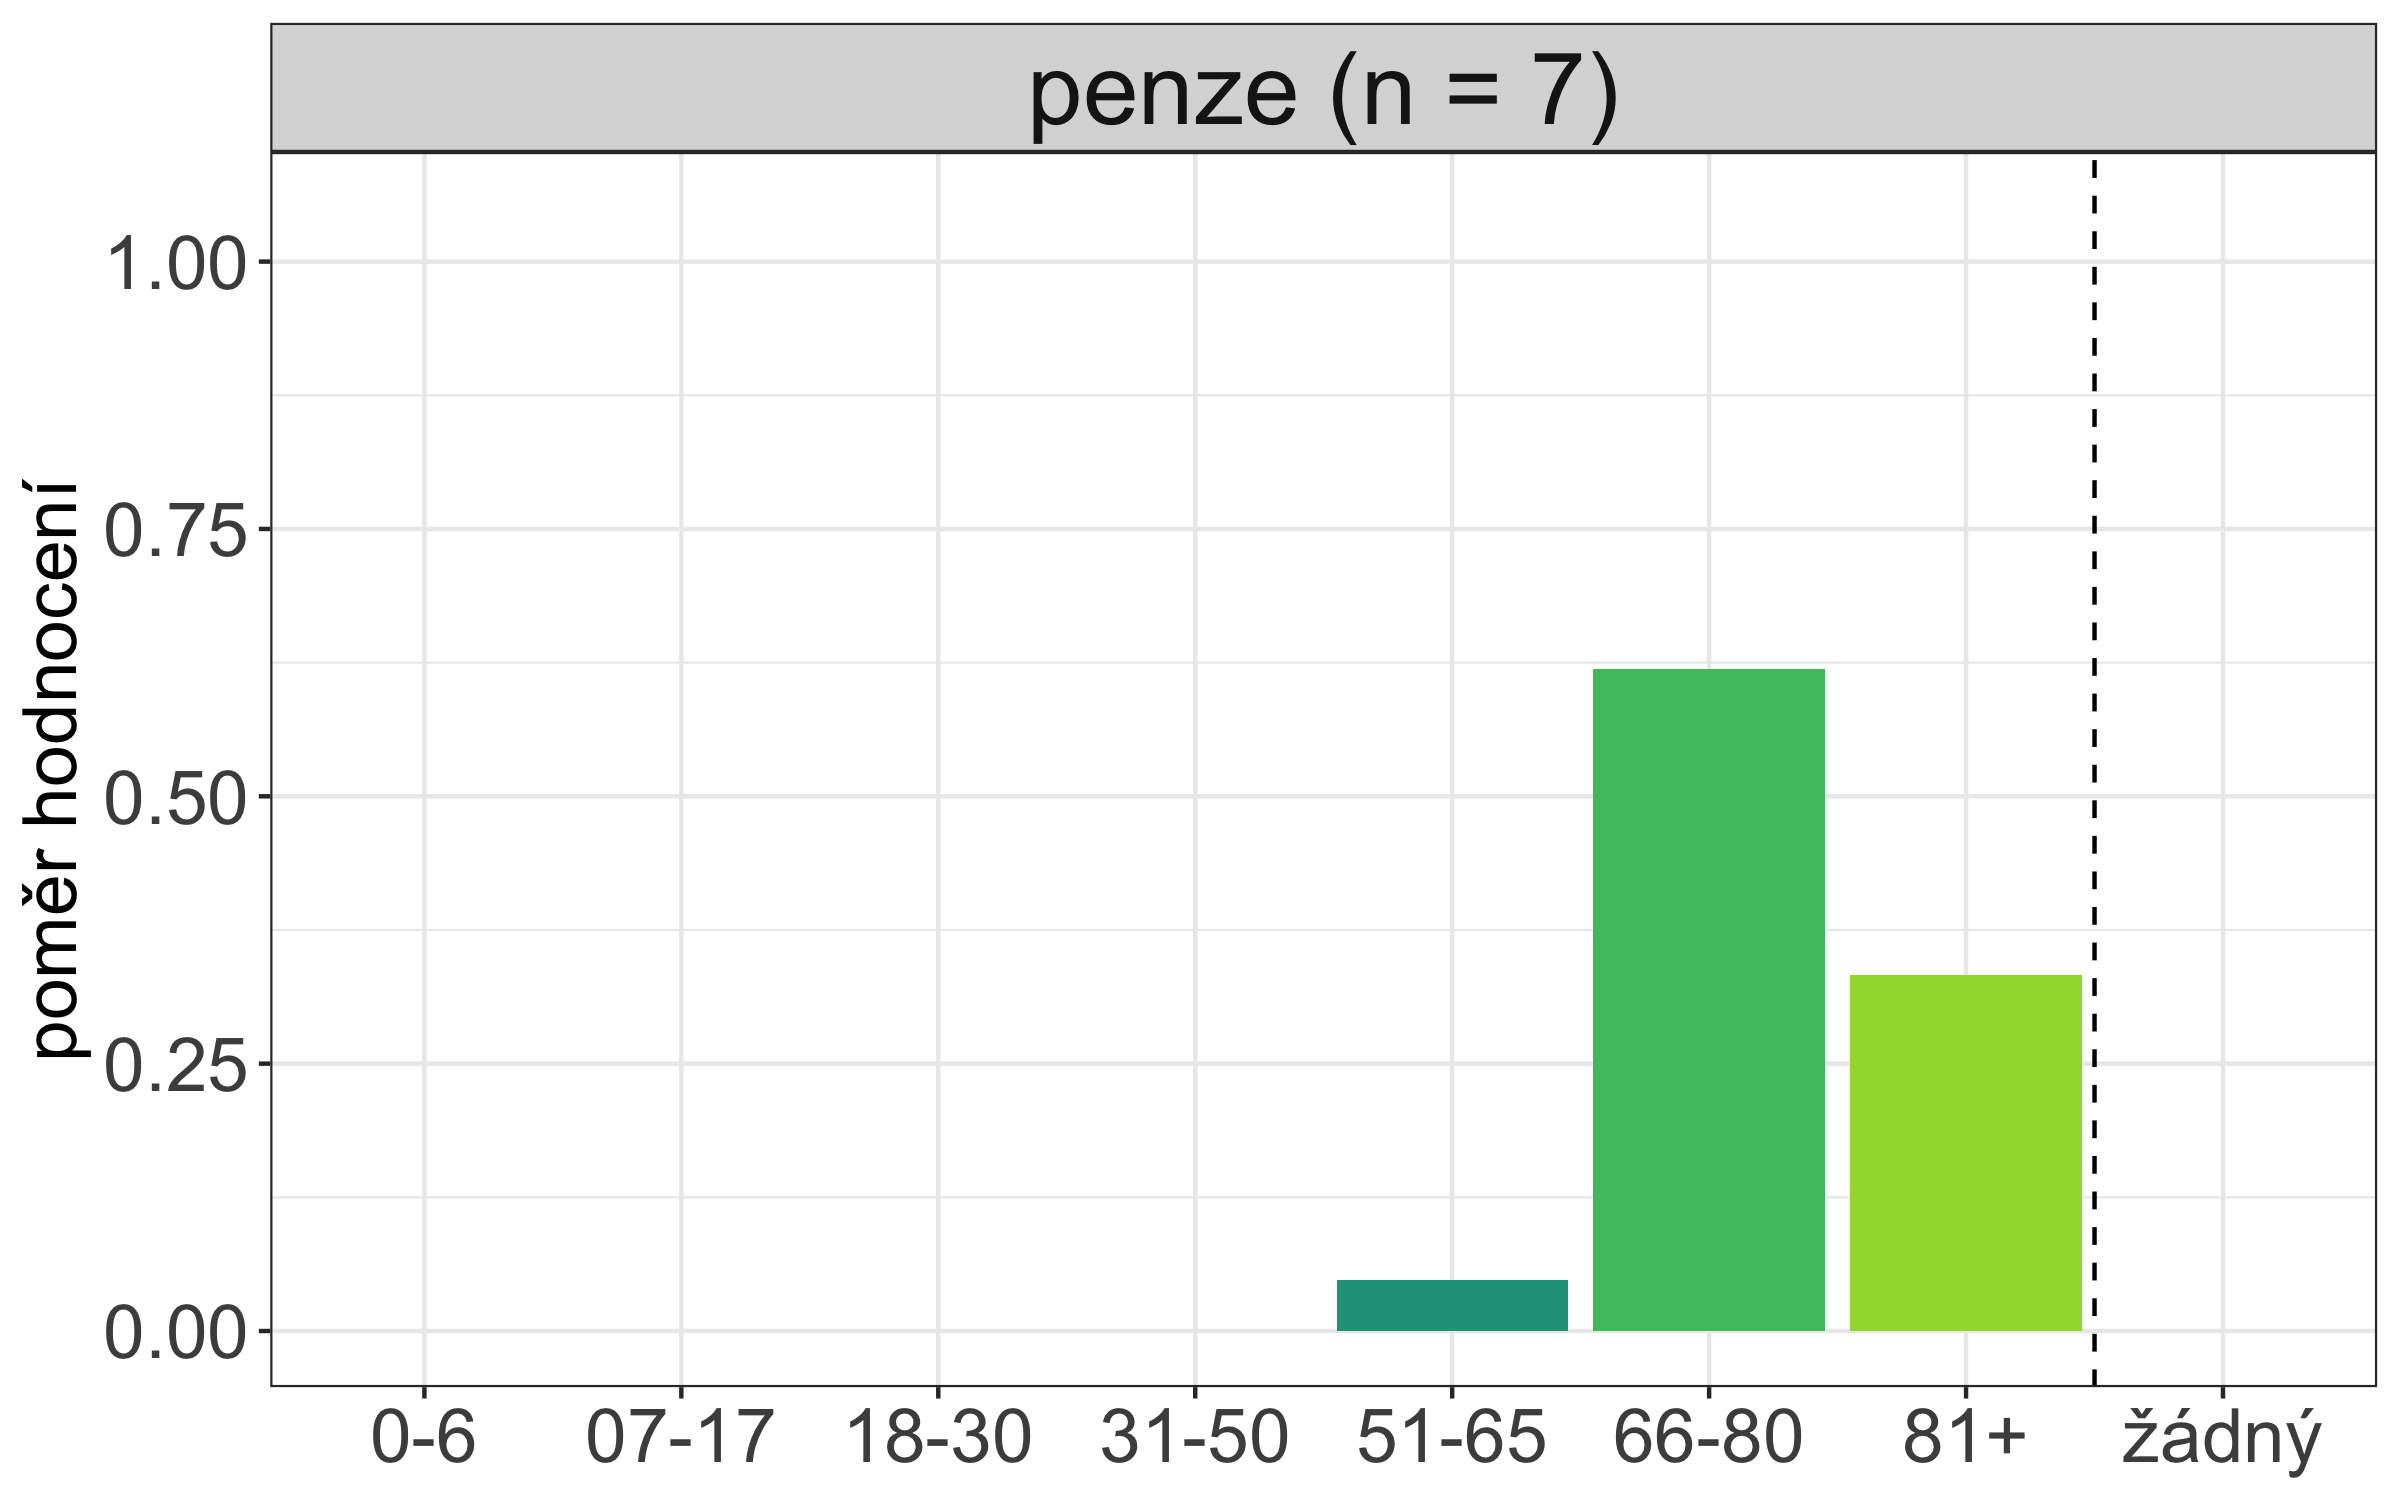 penze (n = 7)
poměr hodnocení
1.00
0.75
0.50
0.25
0.00
0-6 07-17 18-30 31-50 51-65 66-80 81+ žádný